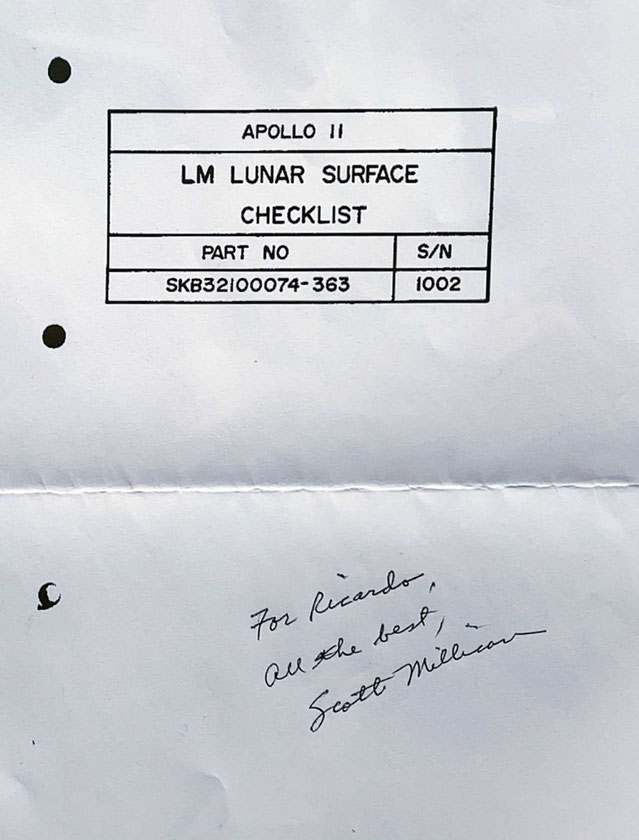 APOLLO 11
LM LUNAR SURFACE
CHECKLIST
PART NO S/N
SKB32100074-363 1002
For Ricardo,
All the best,
Scott Millican